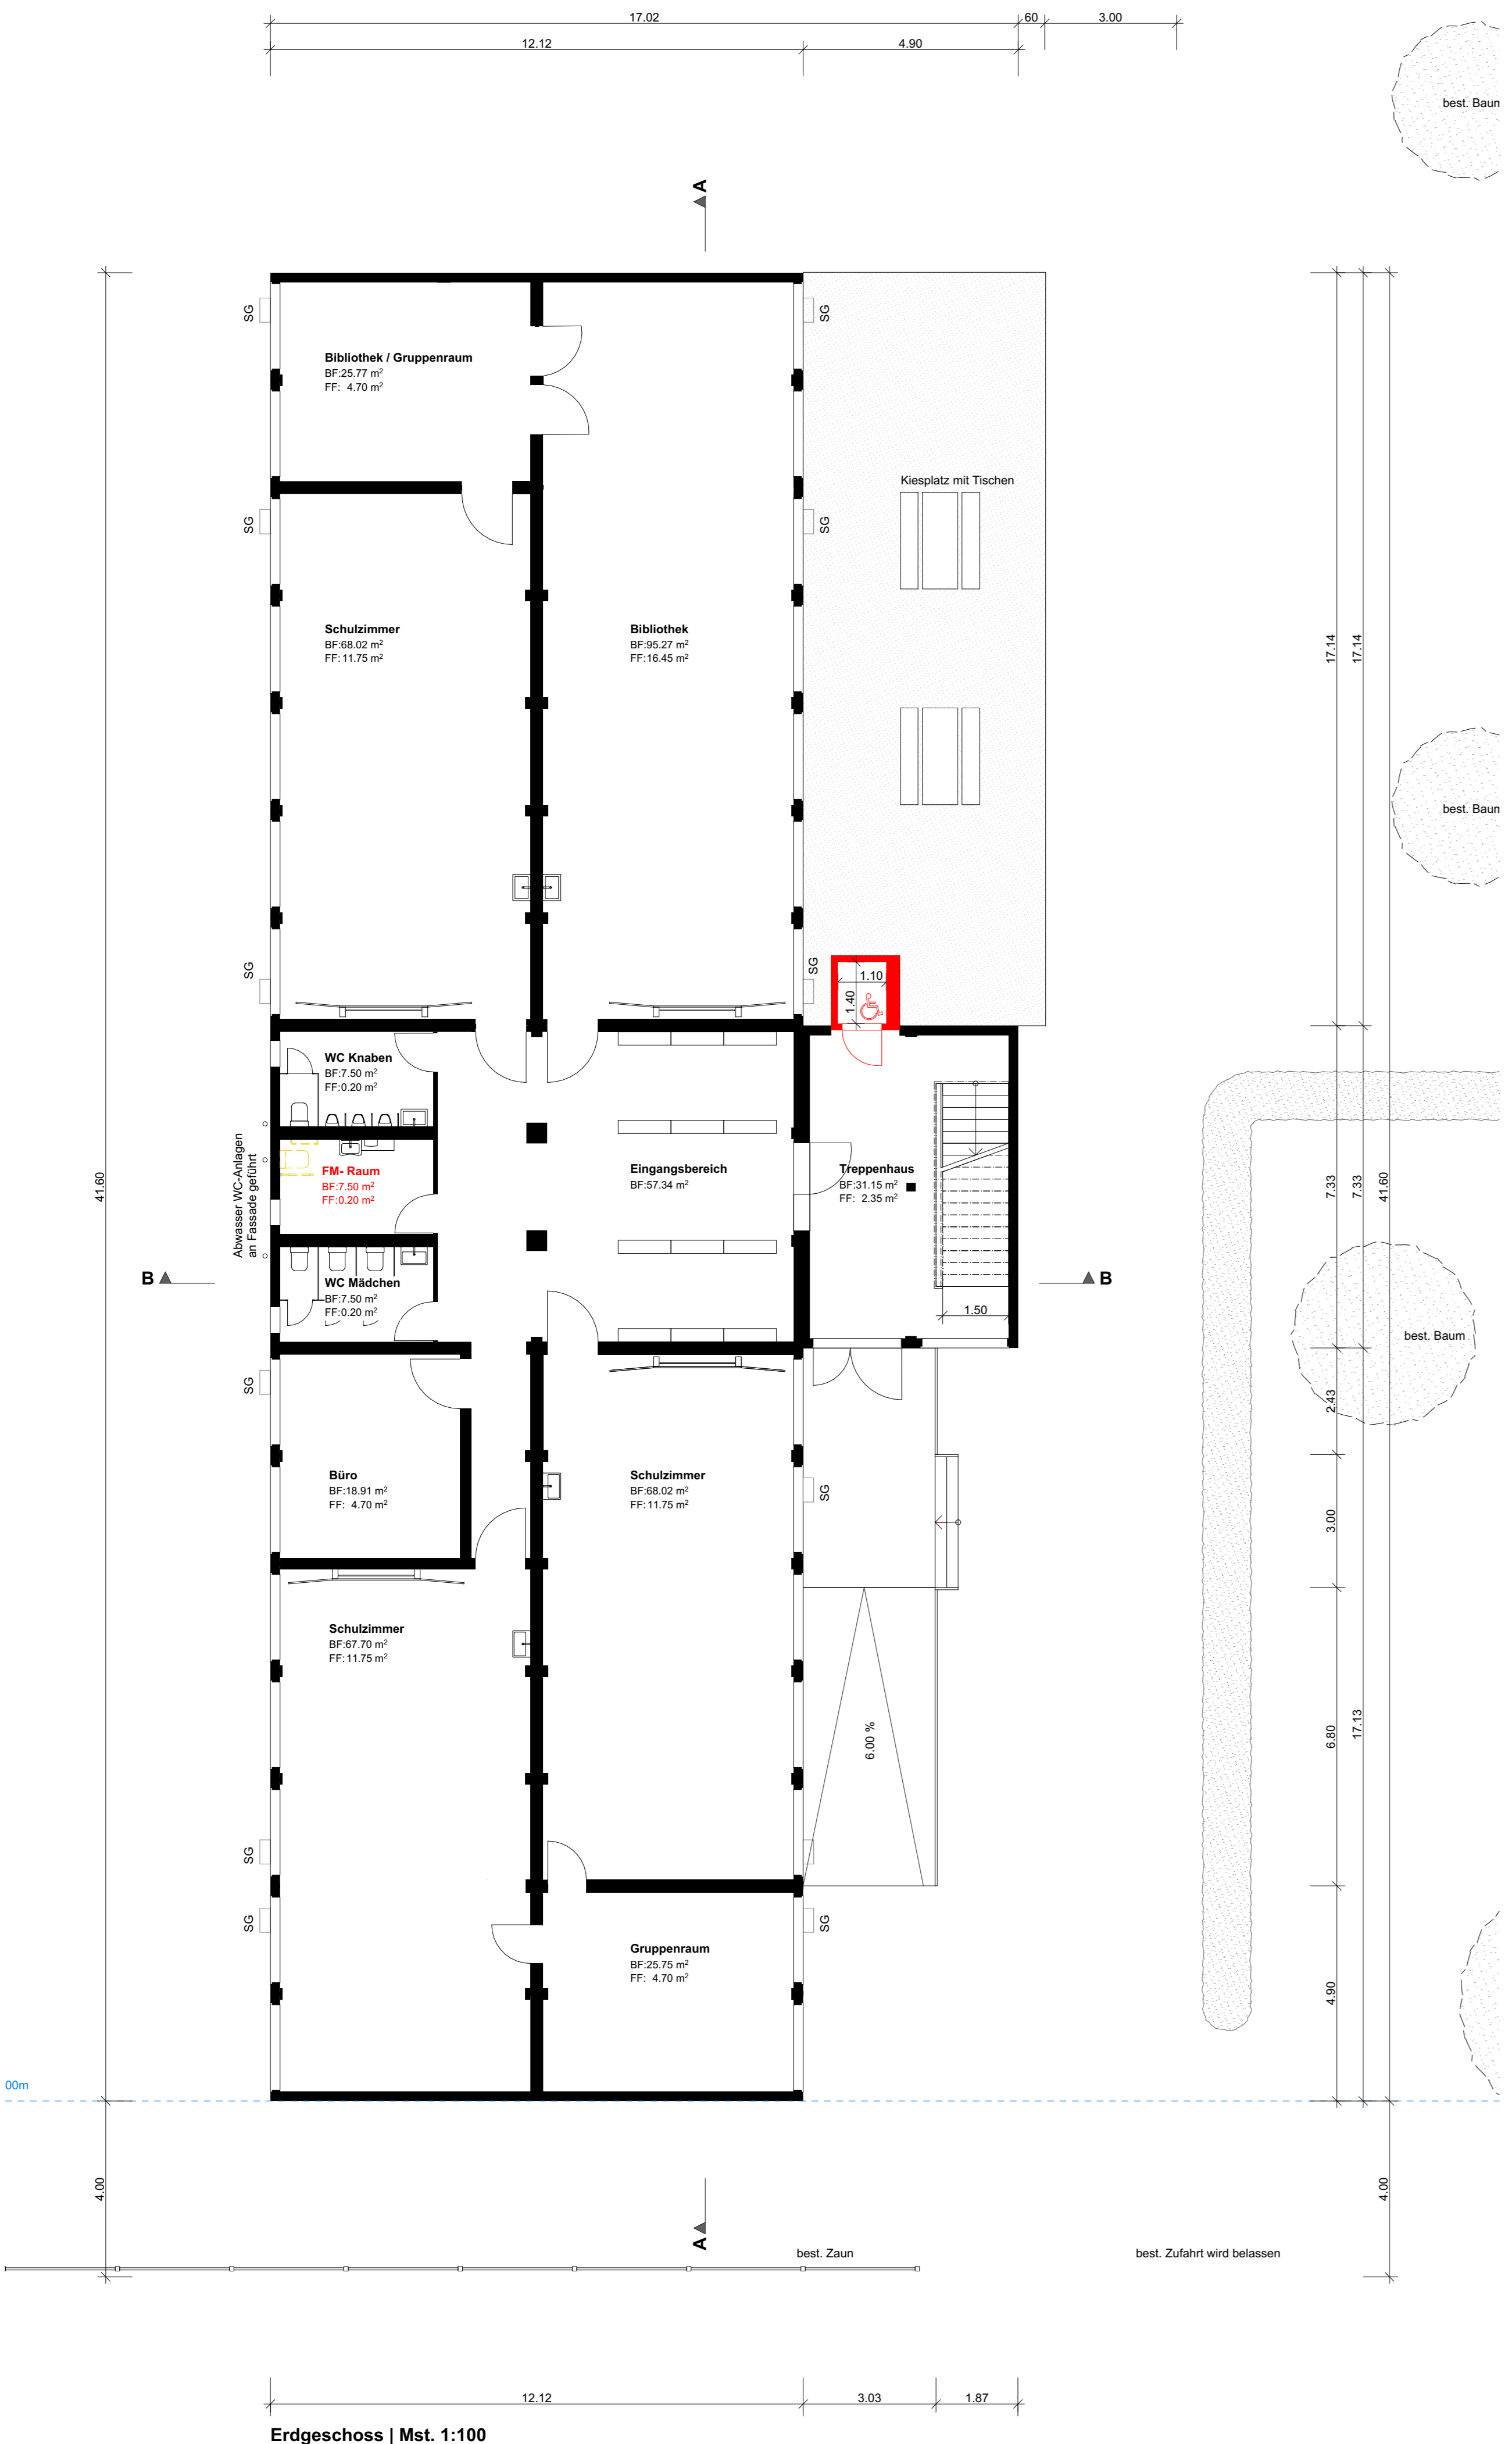 17.02
60
3.00
12.12
4.90
best. Baum
A
SG
SG
Bibliothek / Gruppenraum
BF:25.77 m²
FF: 4.70 m²
Kiesplatz mit Tischen
SG
SG
Schulzimmer
BF:68.02 m²
FF:11.75 m²
Bibliothek
BF:95.27 m²
FF:16.45 m²
17.14
17.14
best. Baum
SG
SG
1.10
1.40
WC Knaben
BF:7.50 m²
FF:0.20 m²
Abwasser WC-Anlagen
an Fassade geführt
FM- Raum
BF:7.50 m²
FF:0.20 m²
Eingangsbereich
BF:57.34 m²
Treppenhaus
BF:31.15 m²
FF: 2.35 m²
41.60
7.33
7.33
41.60
B
WC Mädchen
BF:7.50 m²
FF:0.20 m²
B
1.50
best. Baum
SG
2.43
Büro
BF:18.91 m²
FF: 4.70 m²
Schulzimmer
BF:68.02 m²
FF:11.75 m²
SG
3.00
Schulzimmer
BF:67.70 m²
FF:11.75 m²
6.00 %
6.80
17.13
SG
SG
SG
Gruppenraum
BF:25.75 m²
FF: 4.70 m²
4.90
00m
4.00
4.00
A
best. Zaun
best. Zufahrt wird belassen
12.12
3.03
1.87
Erdgeschoss | Mst. 1:100